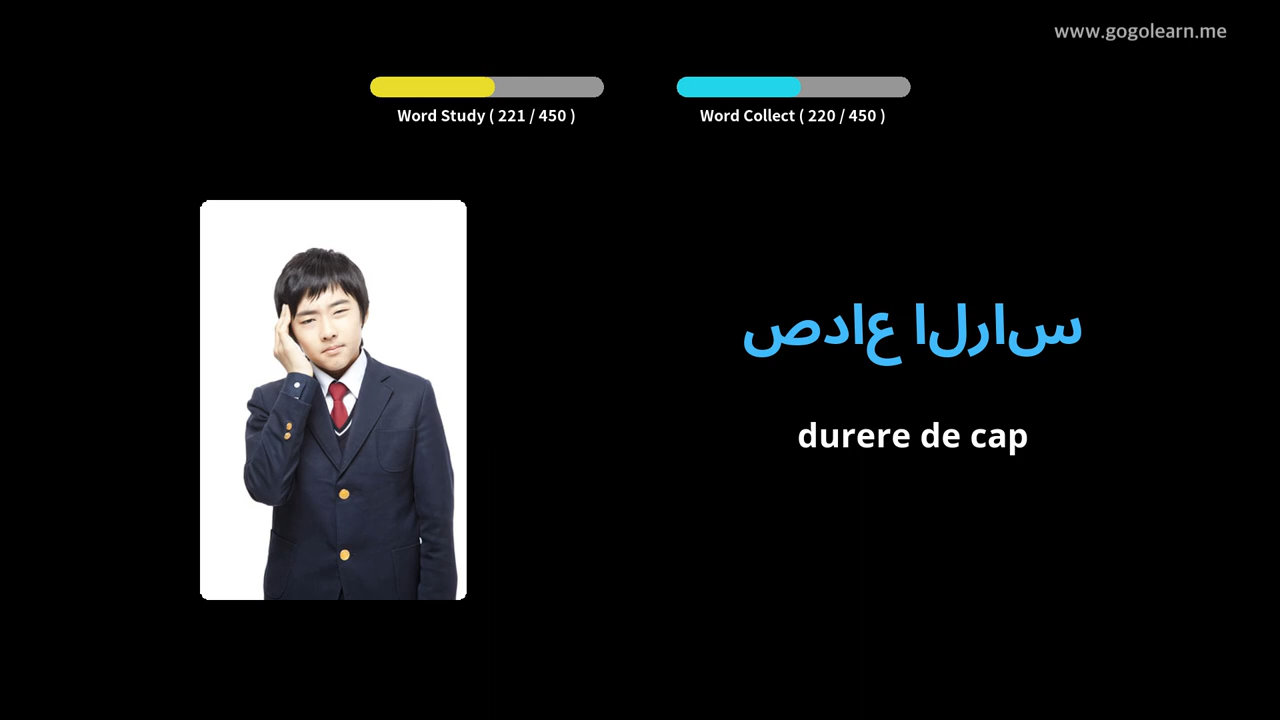 www.gogolearn.me
Word Study ( 221 / 450 )
Word Collect ( 220 / 450 )
صداع الراس
durere de cap